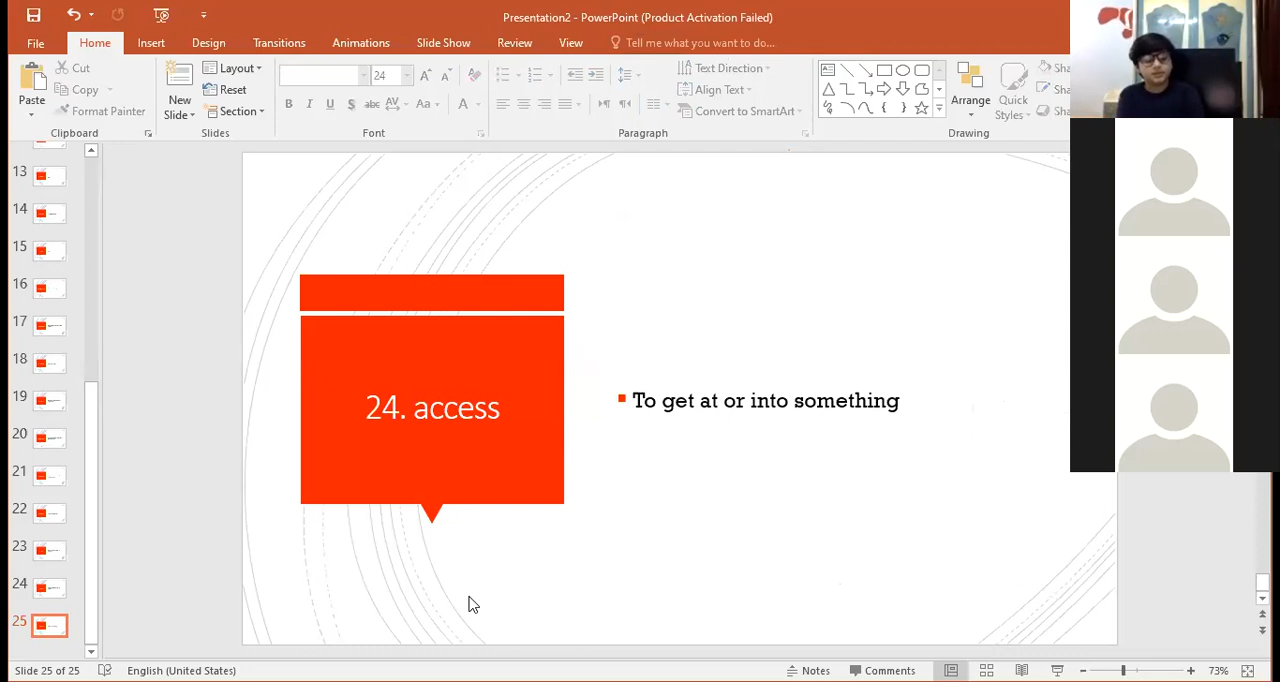 Presentation2 - PowerPoint (Product Activation Failed)
File Home Insert Design Transitions Animations Slide Show Review View Tell me what you want to do...
Paste
Cut
Copy
Format Painter
Clipboard
New Slide
Layout
Reset
Section
Slides
24
B I U S abc AV Aa A
Font
Text Direction
Align Text
Convert to SmartArt
Paragraph
Arrange
Quick Styles
Drawing
13
14
15
16
17
18
19
20
21
22
23
24
25
24. access
To get at or into something
Slide 25 of 25 English (United States) Notes Comments 73%